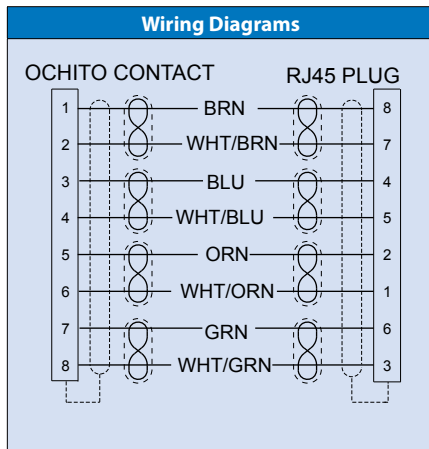 Wiring Diagrams
OCHITO CONTACT RJ45 PLUG
1 BRN 8
2 WHT/BRN 7
3 BLU 4
4 WHT/BLU 5
5 ORN 2
6 WHT/ORN 1
7 GRN 6
8 WHT/GRN 3